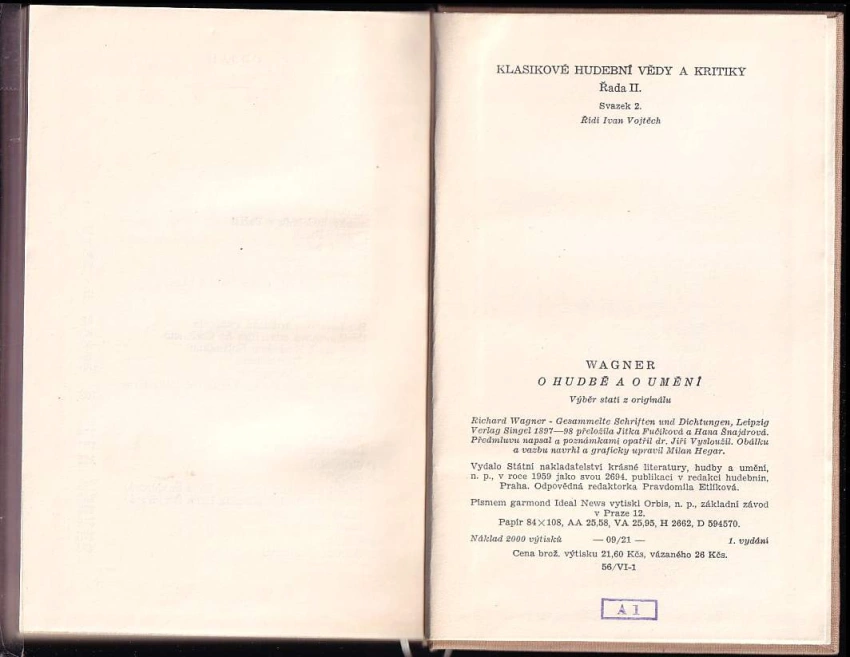 KLASIKOVÉ HUDEBNÍ VĚDY A KRITIKY
Řada II.
Svazek 2.
Řídí Ivan Vojtěch
WAGNER
O HUDBĚ A O UMĚNÍ
Výběr statí z originálu
Richard Wagner - Gesammelte Schriften und Dichtungen, Leipzig
Verlag Singel 1897—98 přeložila Jitka Fučíková a Hana Šnajdrová.
Předmluvu napsal a poznámkami opatřil dr. Jiří Vysloužil. Obálku
a vazbu navrhl a graficky upravil Milan Hegar.
Vydalo Státní nakladatelství krásné literatury, hudby a umění,
n. p., v roce 1959 jako svou 2694. publikaci v redakci hudebnin,
Praha. Odpovědná redaktorka Pravdomila Etlíková.
Písmem garmond Ideal News vytiskl Orbis, n. p., základní závod
v Praze 12.
Papír 84×108, AA 25,58, VA 25,95, H 2662, D 594570.
Náklad 2000 výtisků — 09/21 — 1. vydání
Cena brož. výtisku 21,60 Kčs, vázaného 26 Kčs.
56/VI-1
A 1